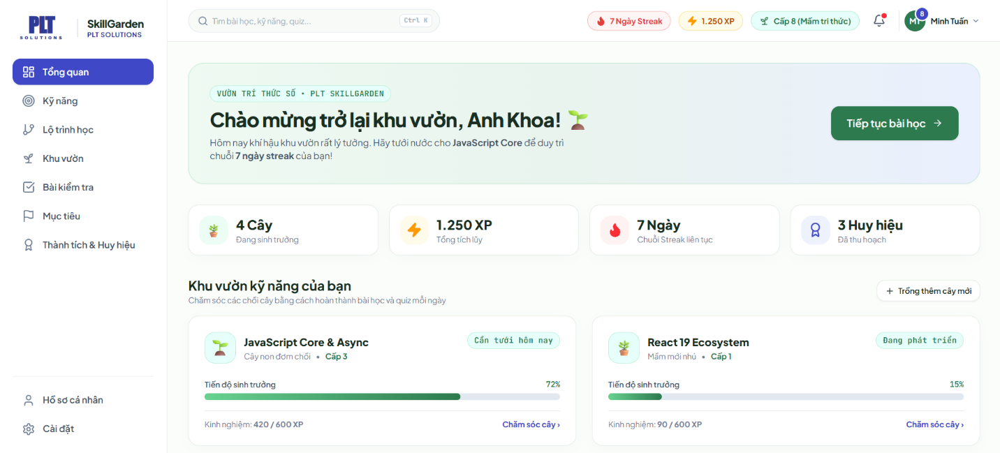 PLT
SOLUTIONS
SkillGarden
PLT SOLUTIONS
Tổng quan
Kỹ năng
Lộ trình học
Khu vườn
Bài kiểm tra
Mục tiêu
Thành tích & Huy hiệu
Hồ sơ cá nhân
Cài đặt
Tìm bài học, kỹ năng, quiz...
Ctrl K
7 Ngày Streak
1.250 XP
Cấp 8 (Mầm tri thức)
MT
8
Minh Tuấn
VƯỜN TRÍ THỨC SỐ • PLT SKILLGARDEN
Chào mừng trở lại khu vườn, Anh Khoa!
Hôm nay khí hậu khu vườn rất lý tưởng. Hãy tưới nước cho JavaScript Core để duy trì
chuỗi 7 ngày streak của bạn!
Tiếp tục bài học →
4 Cây
Đang sinh trưởng
1.250 XP
Tổng tích lũy
7 Ngày
Chuỗi Streak liên tục
3 Huy hiệu
Đã thu hoạch
Khu vườn kỹ năng của bạn
Chăm sóc các chồi cây bằng cách hoàn thành bài học và quiz mỗi ngày
+ Trồng thêm cây mới
JavaScript Core & Async
Cây non đơm chồi • Cấp 3
Cần tưới hôm nay
Tiến độ sinh trưởng
72%
Kinh nghiệm: 420 / 600 XP
Chăm sóc cây ›
React 19 Ecosystem
Mầm mới nhú • Cấp 1
Đang phát triển
Tiến độ sinh trưởng
15%
Kinh nghiệm: 90 / 600 XP
Chăm sóc cây ›